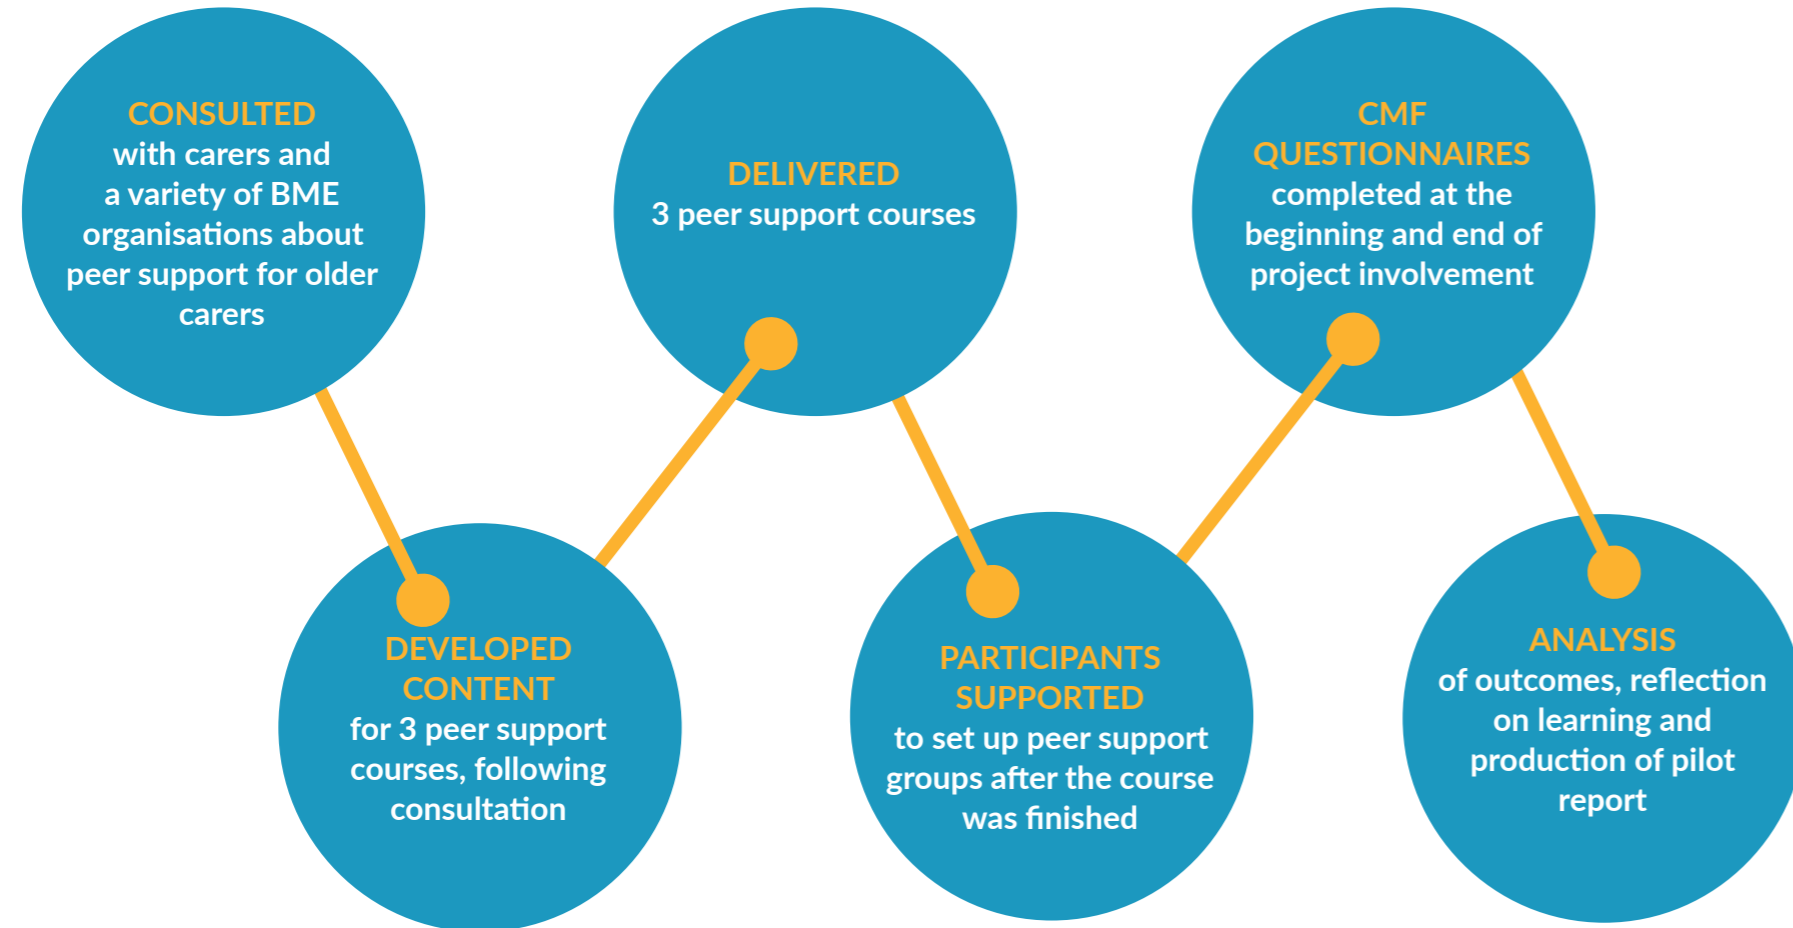 CONSULTED
with carers and
a variety of BME
organisations about
peer support for older
carers
DEVELOPED
CONTENT
for 3 peer support
courses, following
consultation
DELIVERED
3 peer support courses
PARTICIPANTS
SUPPORTED
to set up peer support
groups after the course
was finished
CMF
QUESTIONNAIRES
completed at the
beginning and end of
project involvement
ANALYSIS
of outcomes, reflection
on learning and
production of pilot
report